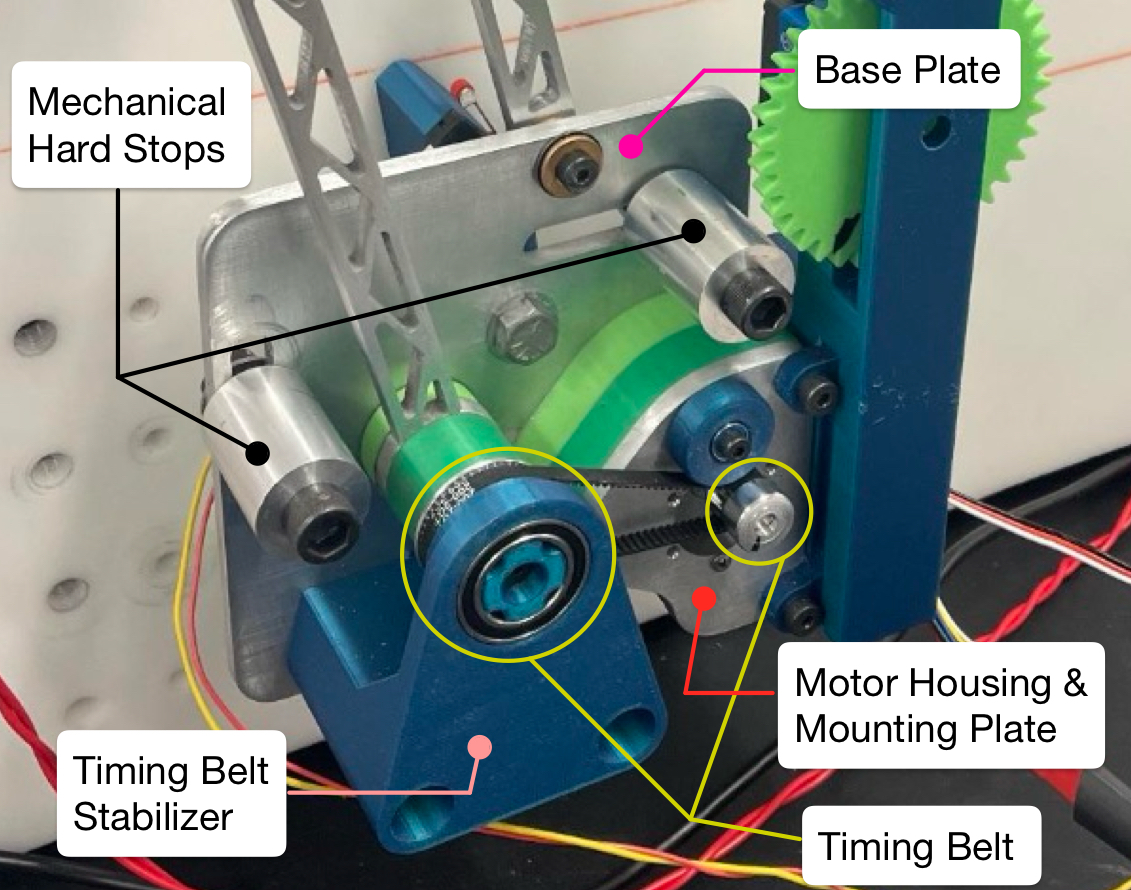 Base Plate
Mechanical
Hard Stops
Motor Housing &
Mounting Plate
Timing Belt
Stabilizer
Timing Belt